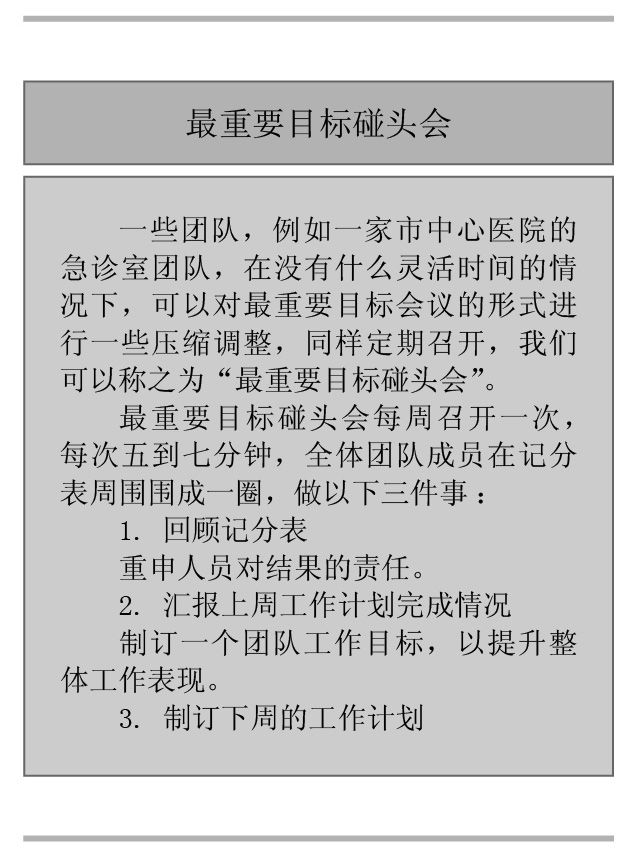 最重要目标碰头会
一些团队，例如一家市中心医院的
急诊室团队，在没有什么灵活时间的情
况下，可以对最重要目标会议的形式进
行一些压缩调整，同样定期召开，我们
可以称之为“最重要目标碰头会”。
最重要目标碰头会每周召开一次，
每次五到七分钟，全体团队成员在记分
表周围围成一圈，做以下三件事：
1. 回顾记分表
重申人员对结果的责任。
2. 汇报上周工作计划完成情况
制订一个团队工作目标，以提升整
体工作表现。
3. 制订下周的工作计划